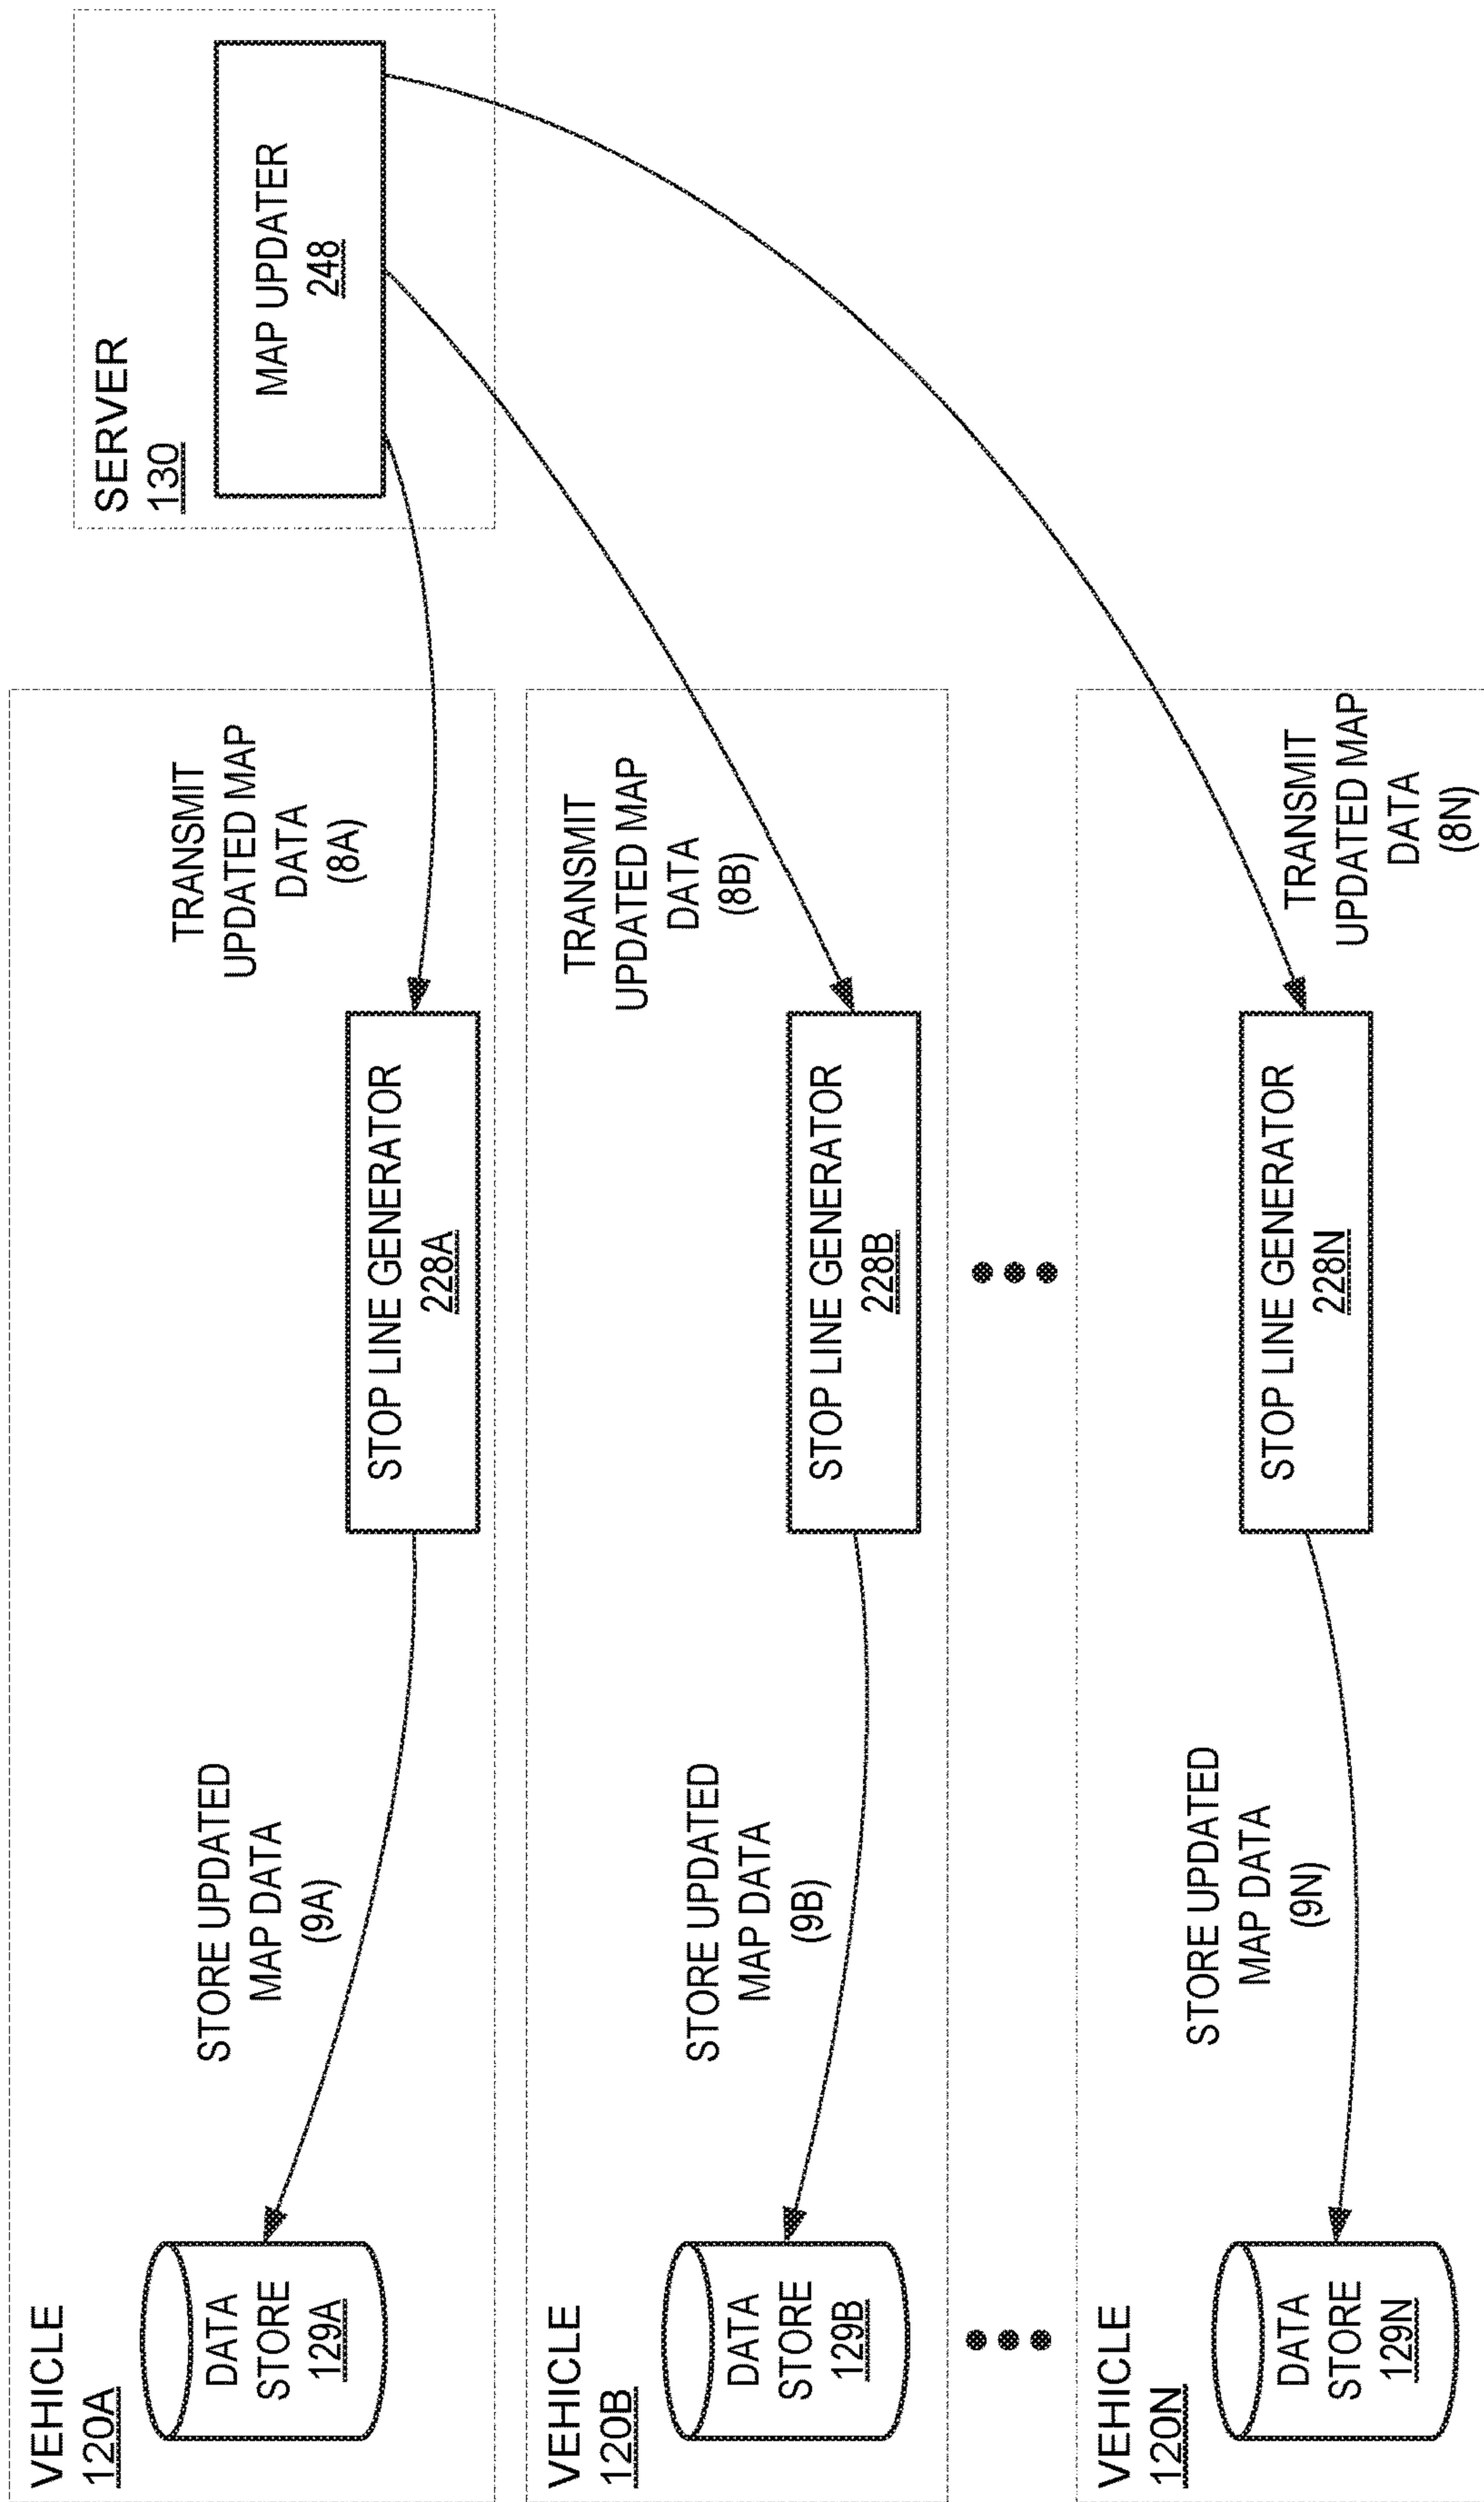 VEHICLE
120A
DATA
STORE
129A
STORE UPDATED
MAP DATA
(9A)
STOP LINE GENERATOR
228A
TRANSMIT
UPDATED MAP
DATA
(8A)
SERVER
130
MAP UPDATER
248
VEHICLE
120B
DATA
STORE
129B
STORE UPDATED
MAP DATA
(9B)
STOP LINE GENERATOR
228B
TRANSMIT
UPDATED MAP
DATA
(8B)
VEHICLE
120N
DATA
STORE
129N
STORE UPDATED
MAP DATA
(9N)
STOP LINE GENERATOR
228N
TRANSMIT
UPDATED MAP
DATA
(8N)